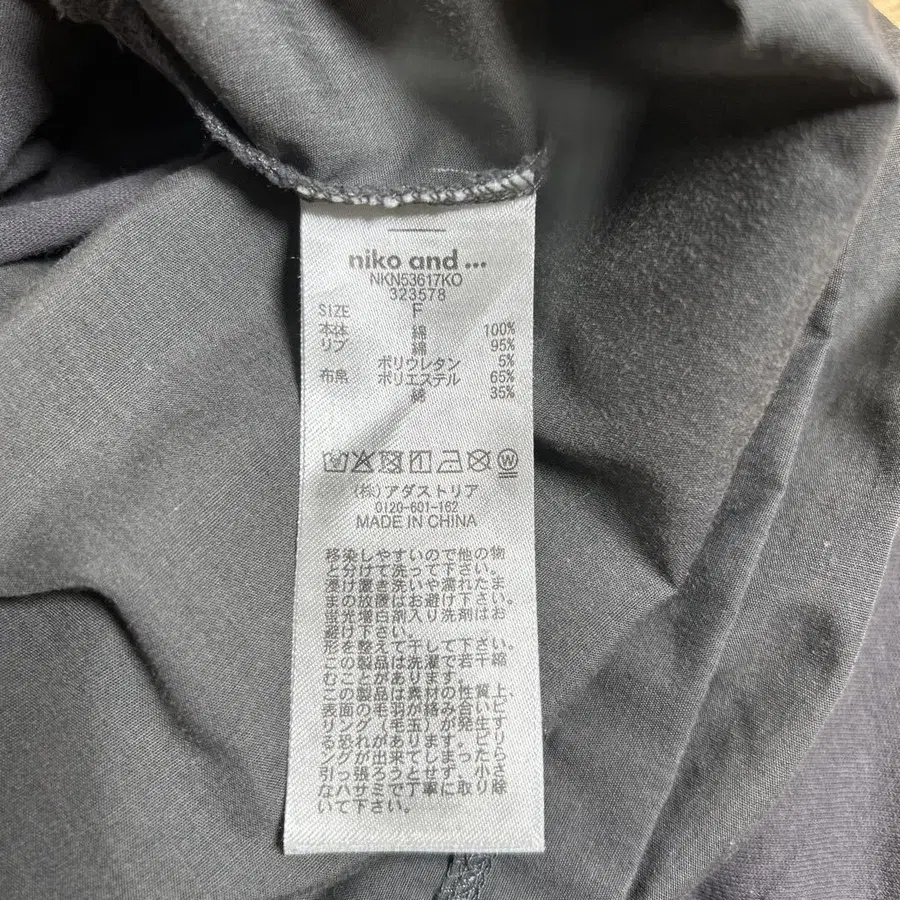 niko and ...
NKN53617KO
323578
SIZE F
本体 綿 100%
リブ 綿 95%
ポリウレタン 5%
布帛 ポリエステル 65%
綿 35%
W
(株)アダストリア
0120-601-162
MADE IN CHINA
移染しやすいので他の物
と分けて洗って下さい。
浸け置き洗いや濡れたま
まの放置はお避け下さい。
蛍光増白剤入り洗剤はお
避け下さい。
形を整えて干して下さい。
この製品は洗濯で若干縮
むことがあります。
この製品は素材の性質上、
表面の毛羽が絡み合いピ
リング(毛玉)が発生す
る恐れがあります。ピリ
ングが出来てしまったら
引っ張ろうとせず、小さ
なハサミで丁寧に取り除
いて下さい。